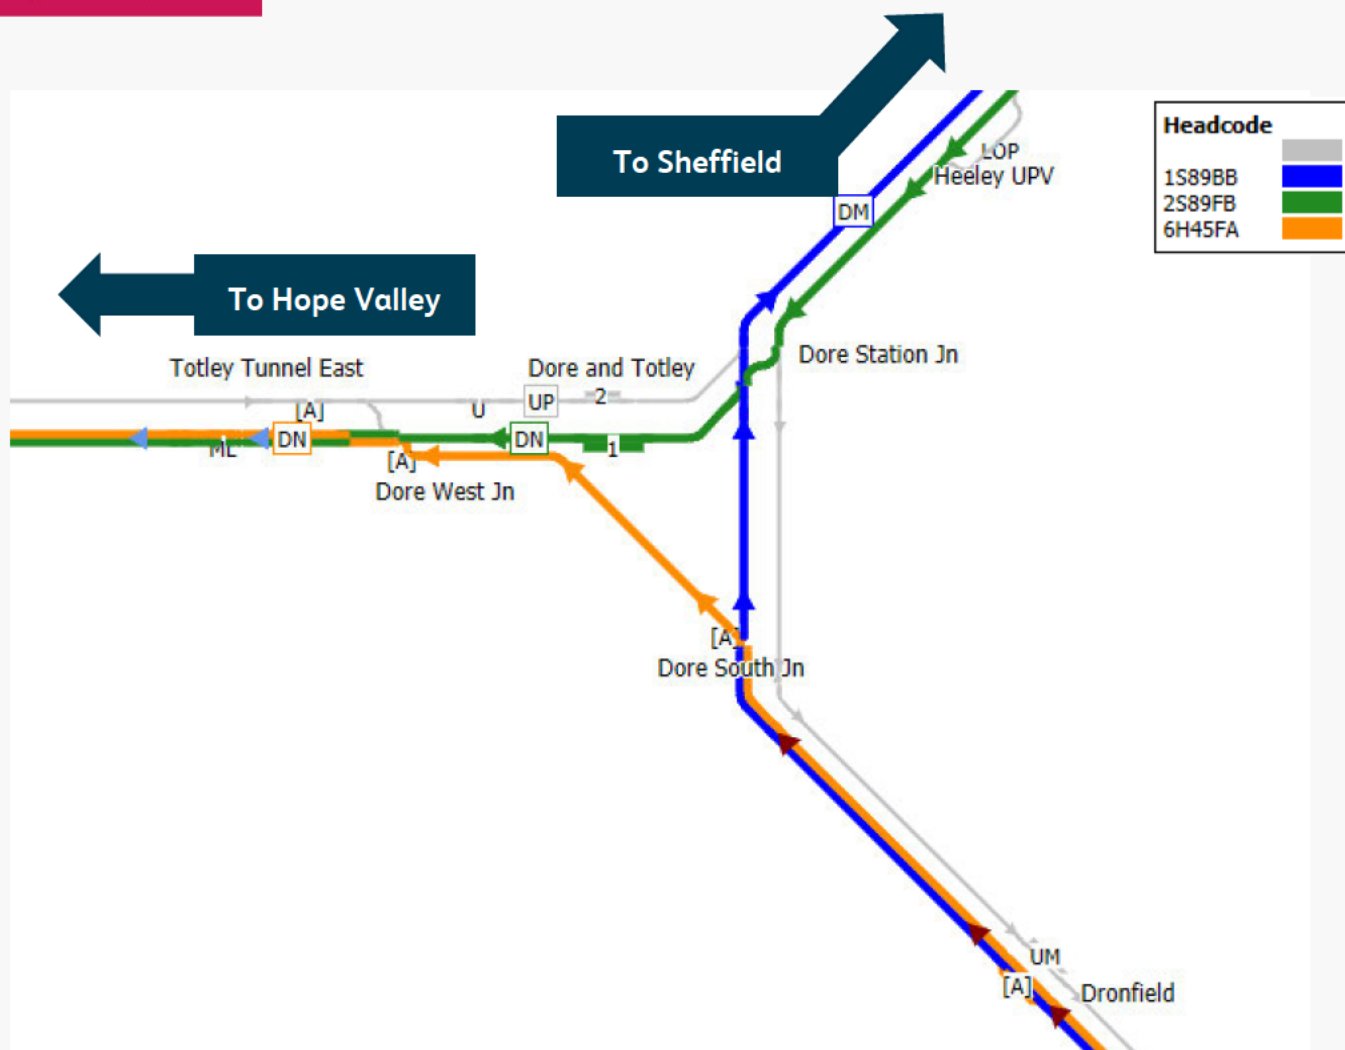 To Sheffield
Headcode
1S89BB
2S89FB
6H45FA
LOP
Heeley UPV
DM
To Hope Valley
Dore Station Jn
Totley Tunnel East
Dore and Totley
[A]
U
UP
2
ML
DN
DN
1
[A]
Dore West Jn
[A]
Dore South Jn
UM
[A]
Dronfield